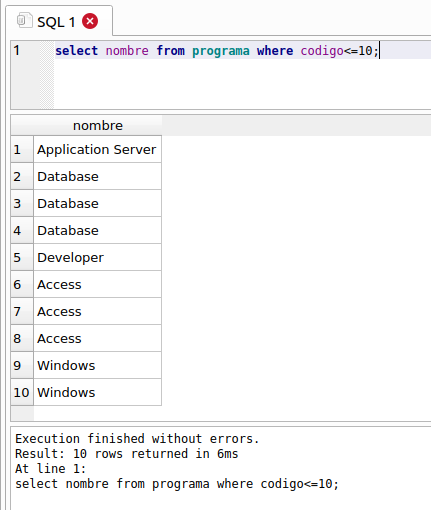 SQL 1
1 select nombre from programa where codigo<=10;
nombre
1 Application Server
2 Database
3 Database
4 Database
5 Developer
6 Access
7 Access
8 Access
9 Windows
10 Windows
Execution finished without errors.
Result: 10 rows returned in 6ms
At line 1:
select nombre from programa where codigo<=10;